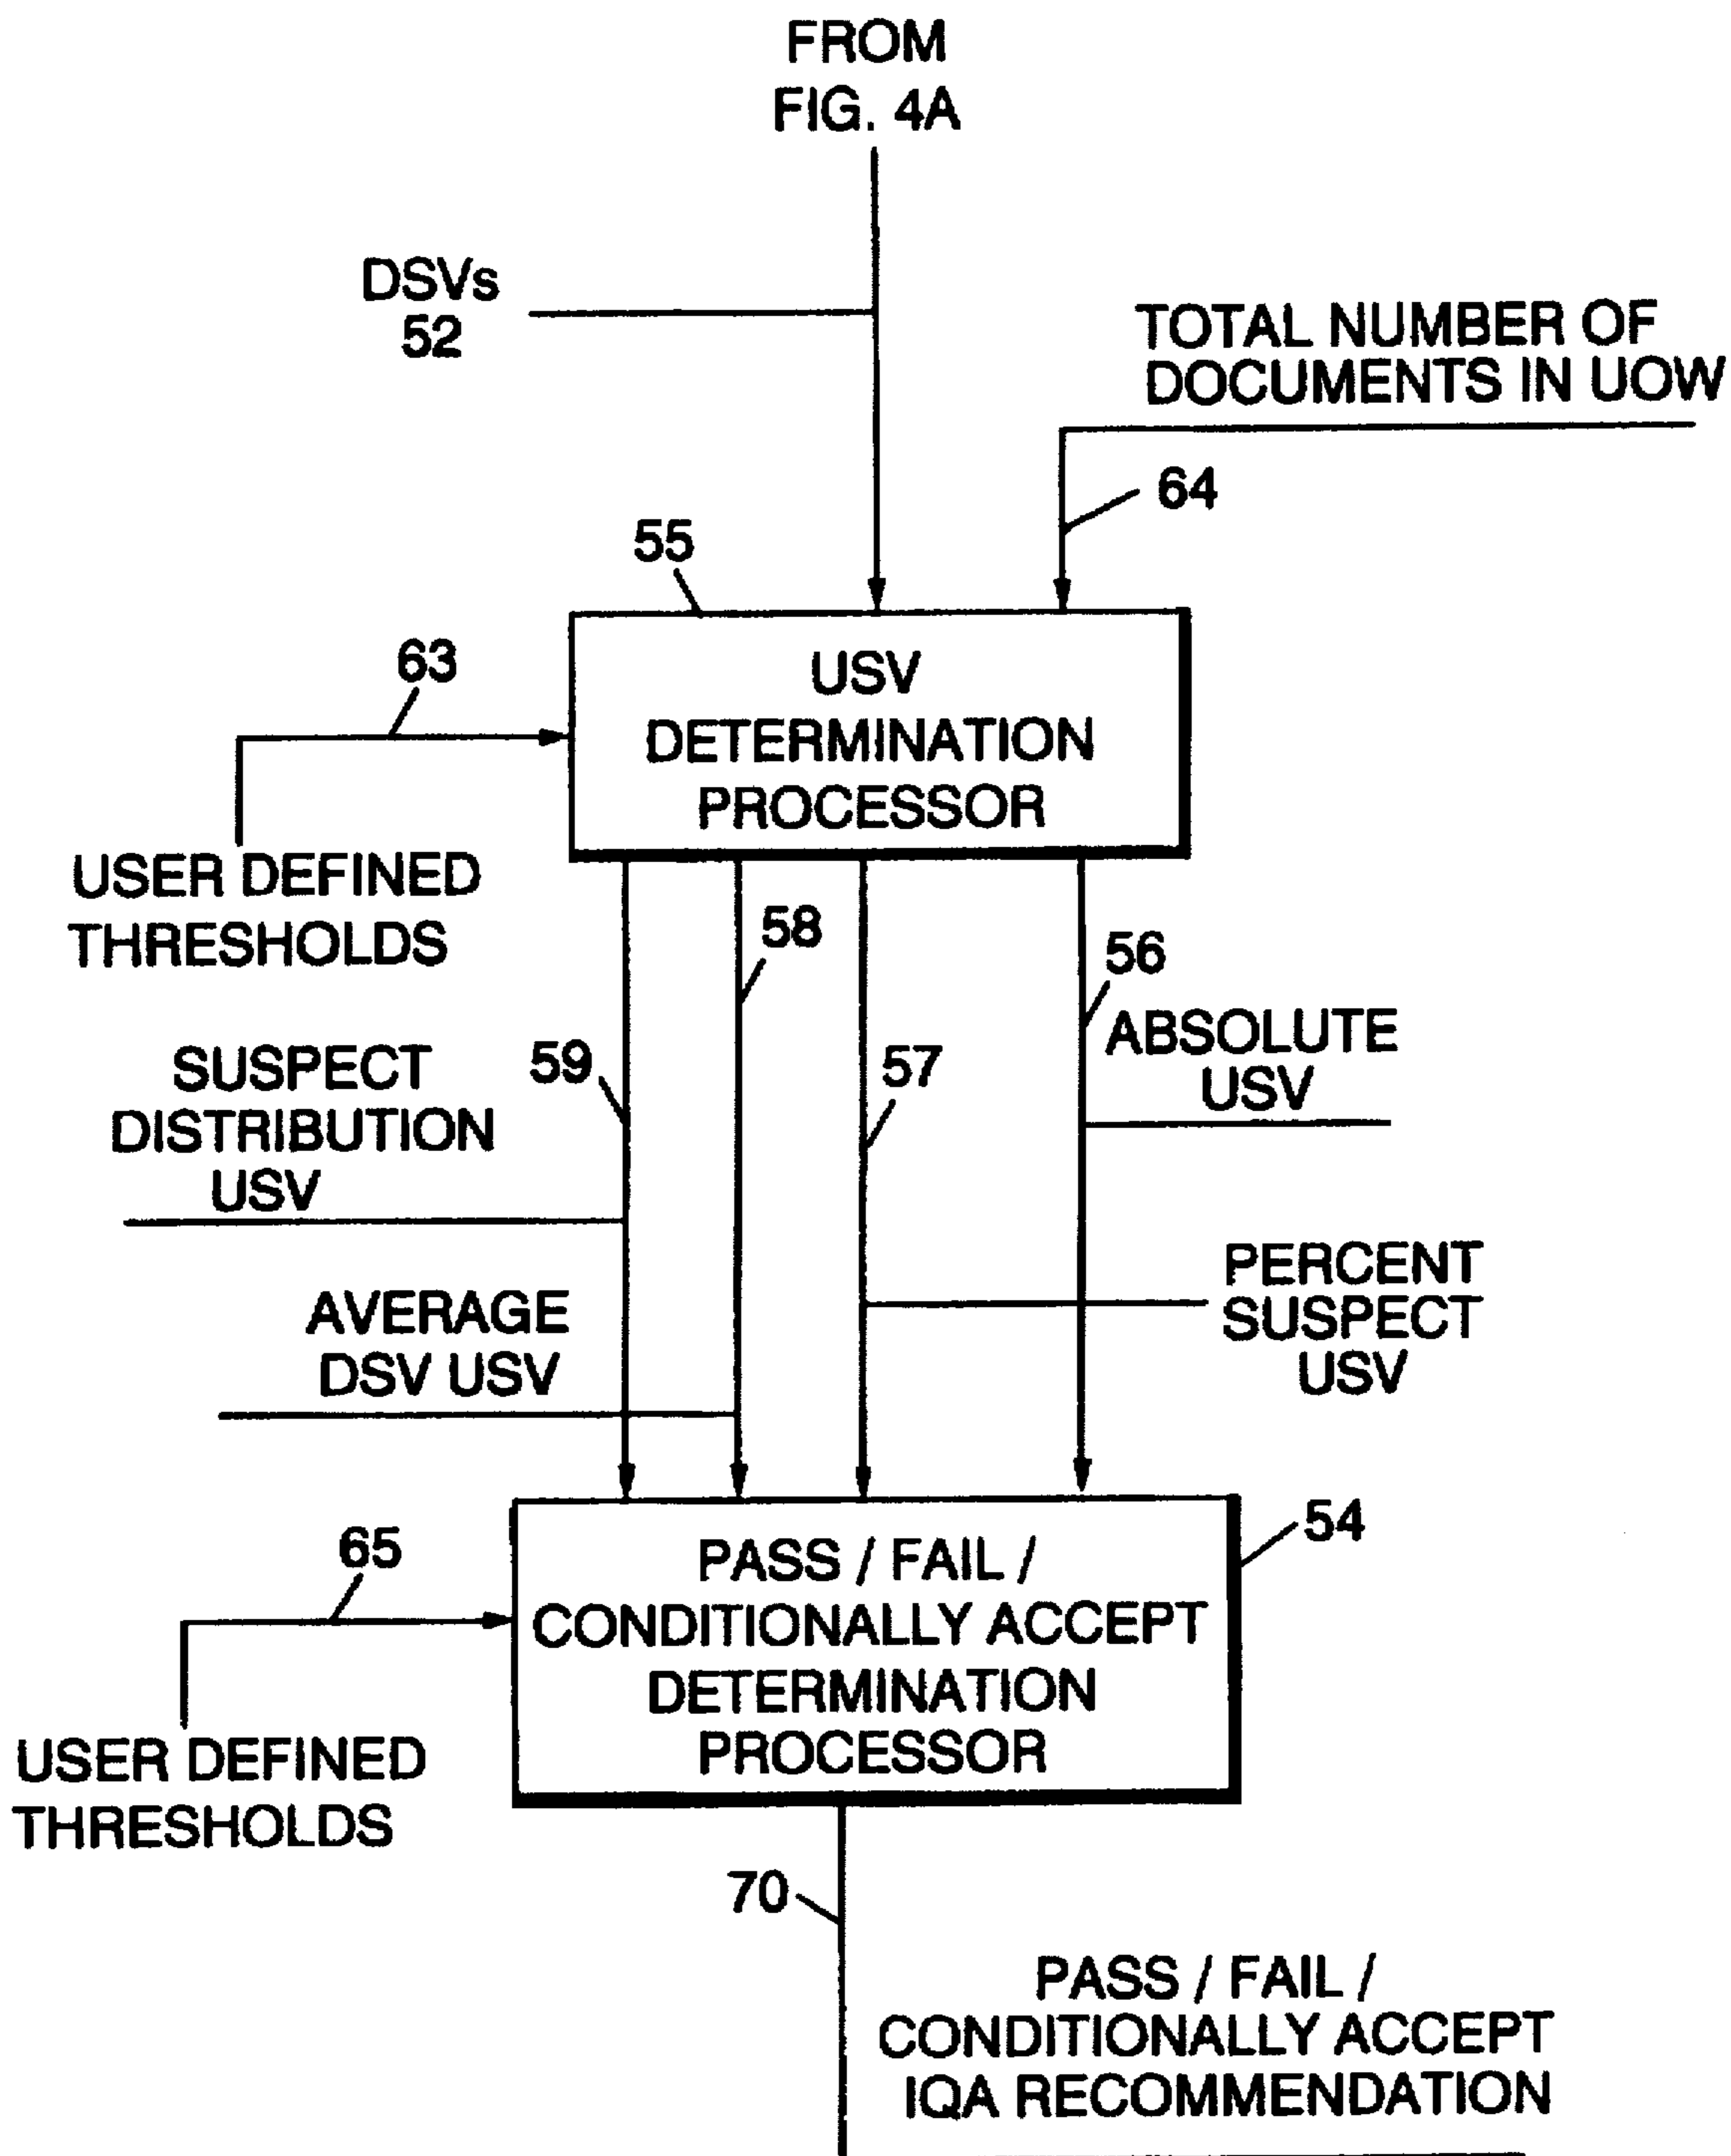 FROM
FIG. 4A
DSVs
52
TOTAL NUMBER OF
DOCUMENTS IN UOW
64
55
63
USV
DETERMINATION
PROCESSOR
USER DEFINED
THRESHOLDS
58
56
59
57
ABSOLUTE
USV
SUSPECT
DISTRIBUTION
USV
PERCENT
SUSPECT
USV
AVERAGE
DSV USV
54
65
PASS / FAIL /
CONDITIONALLY ACCEPT
DETERMINATION
PROCESSOR
USER DEFINED
THRESHOLDS
70
PASS / FAIL /
CONDITIONALLY ACCEPT
IQA RECOMMENDATION